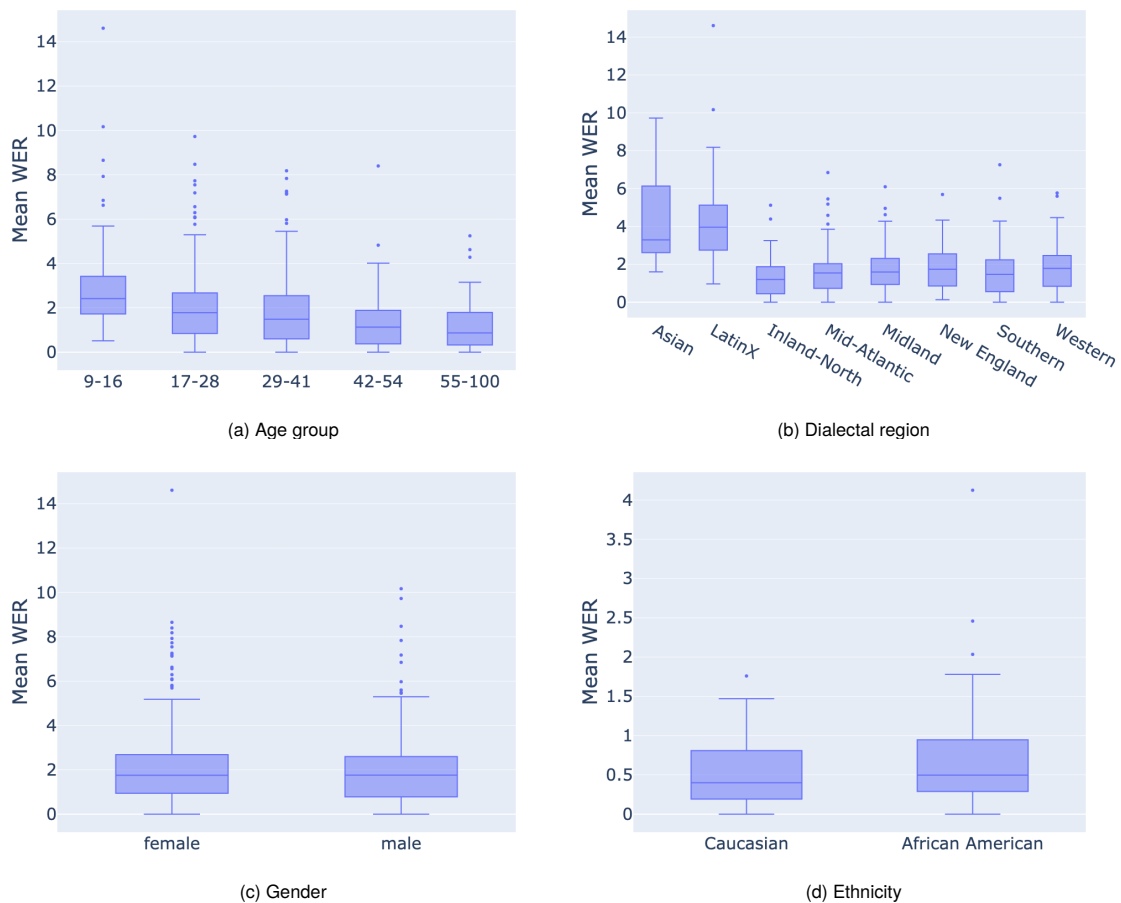 14
12
10
8
6
4
2
0
Mean WER
9-16 17-28 29-41 42-54 55-100
(a) Age group
14
12
10
8
6
4
2
0
Mean WER
Asian LatinX Inland-North Mid-Atlantic Midland New England Southern Western
(b) Dialectal region
14
12
10
8
6
4
2
0
Mean WER
female male
(c) Gender
4
3.5
3
2.5
2
1.5
1
0.5
0
Mean WER
Caucasian African American
(d) Ethnicity